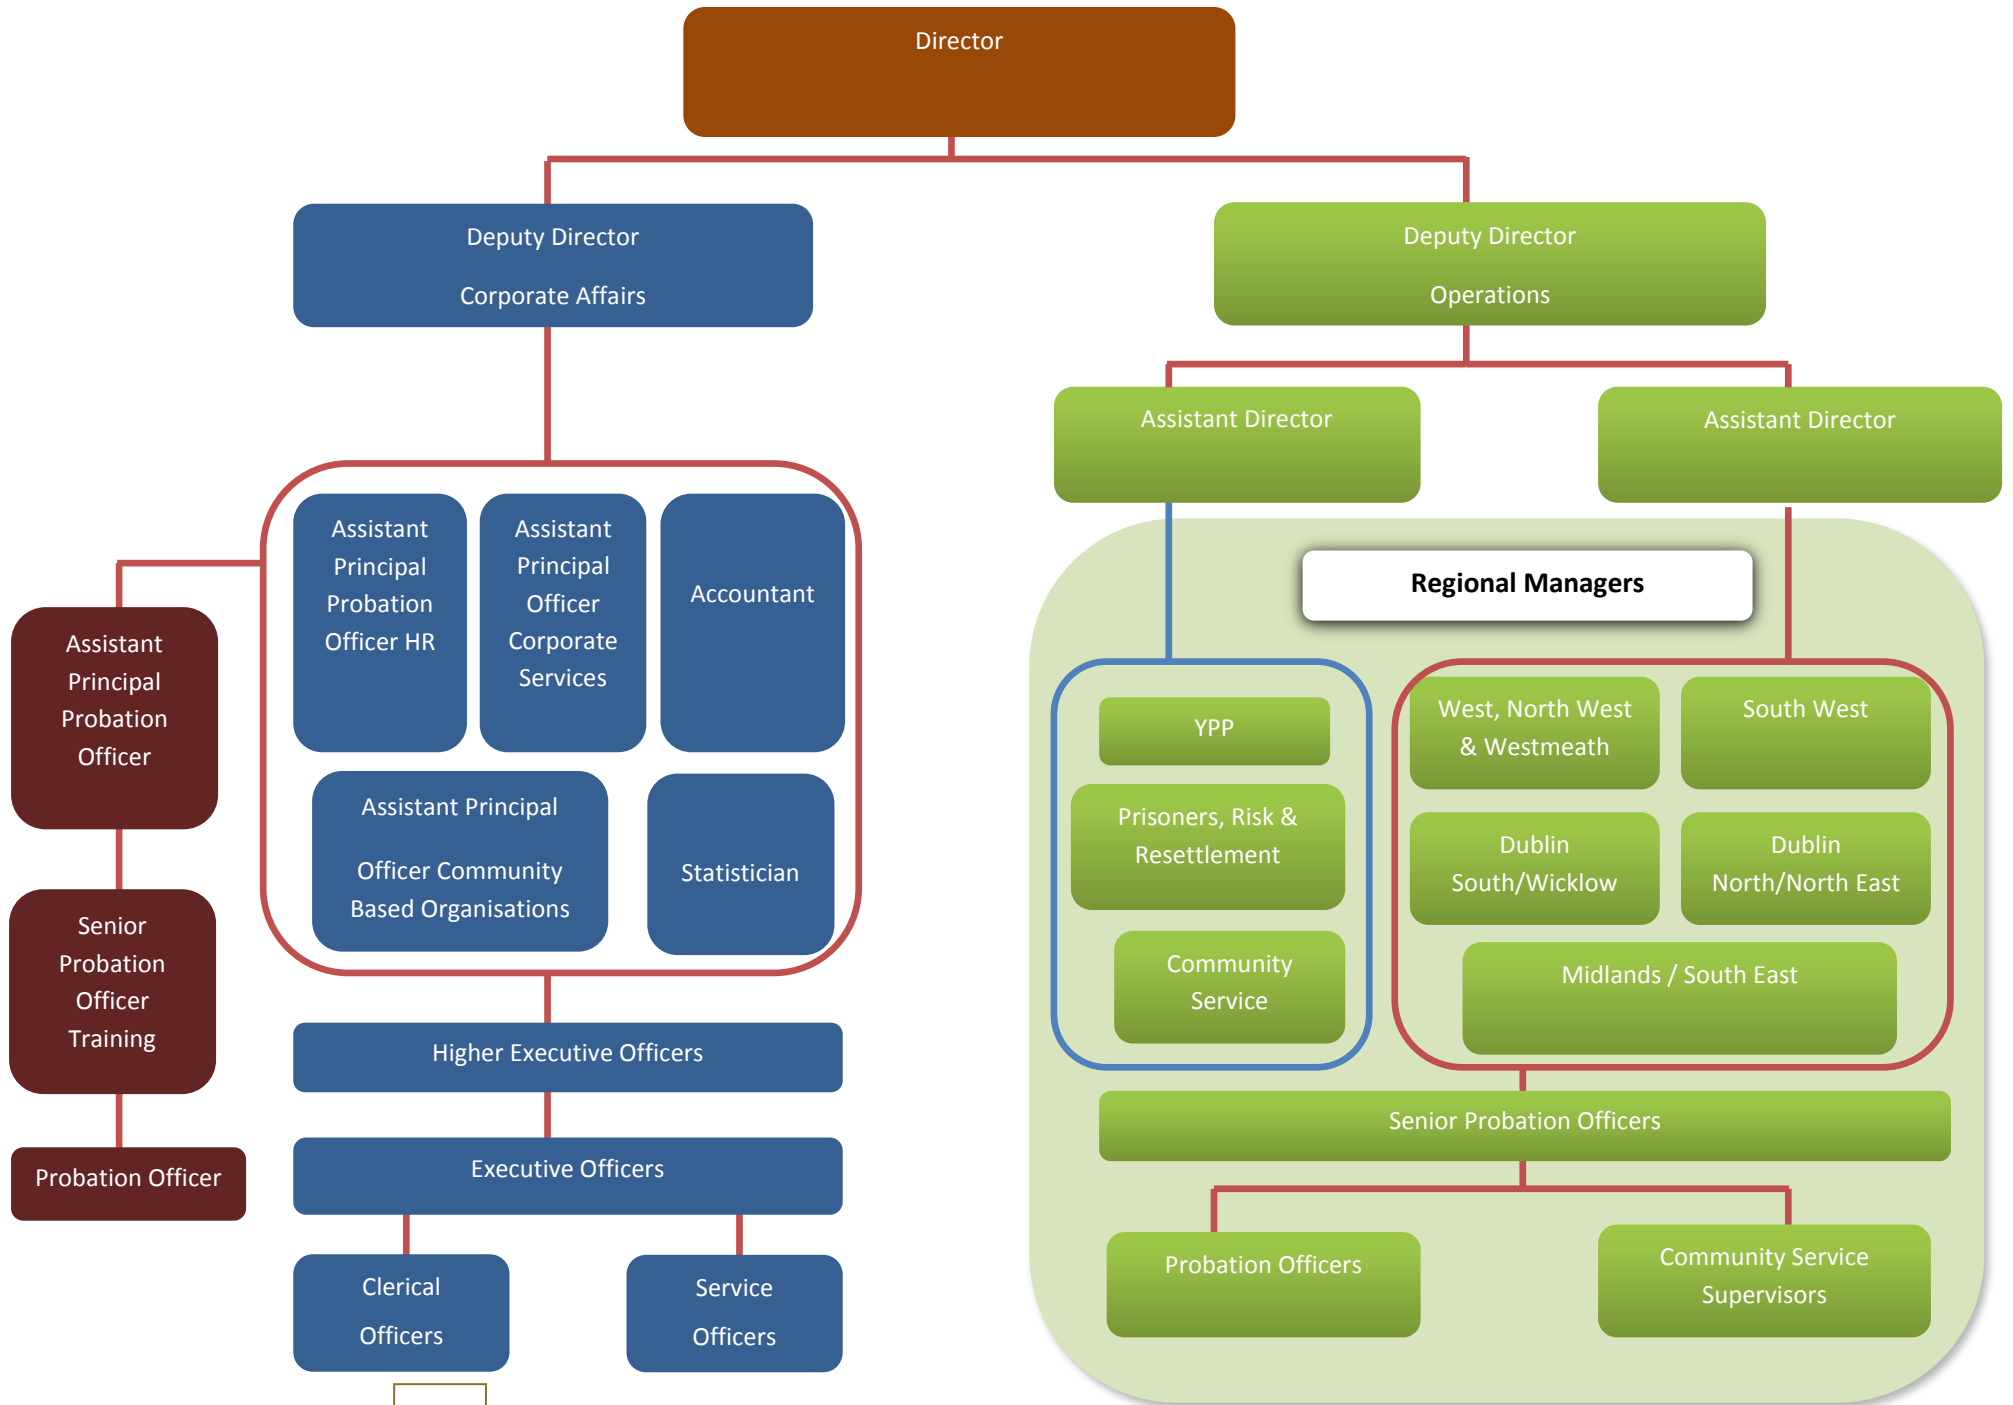 Director
Deputy Director
Corporate Affairs
Deputy Director
Operations
Assistant Director
Assistant Director
Assistant
Principal
Probation
Officer HR
Assistant
Principal
Officer
Corporate
Services
Accountant
Assistant Principal
Officer Community
Based Organisations
Statistician
Assistant
Principal
Probation
Officer
Senior
Probation
Officer
Training
Probation Officer
Higher Executive Officers
Executive Officers
Clerical
Officers
Service
Officers
Regional Managers
YPP
Prisoners, Risk &
Resettlement
Community
Service
West, North West
& Westmeath
South West
Dublin
South/Wicklow
Dublin
North/North East
Midlands / South East
Senior Probation Officers
Probation Officers
Community Service
Supervisors